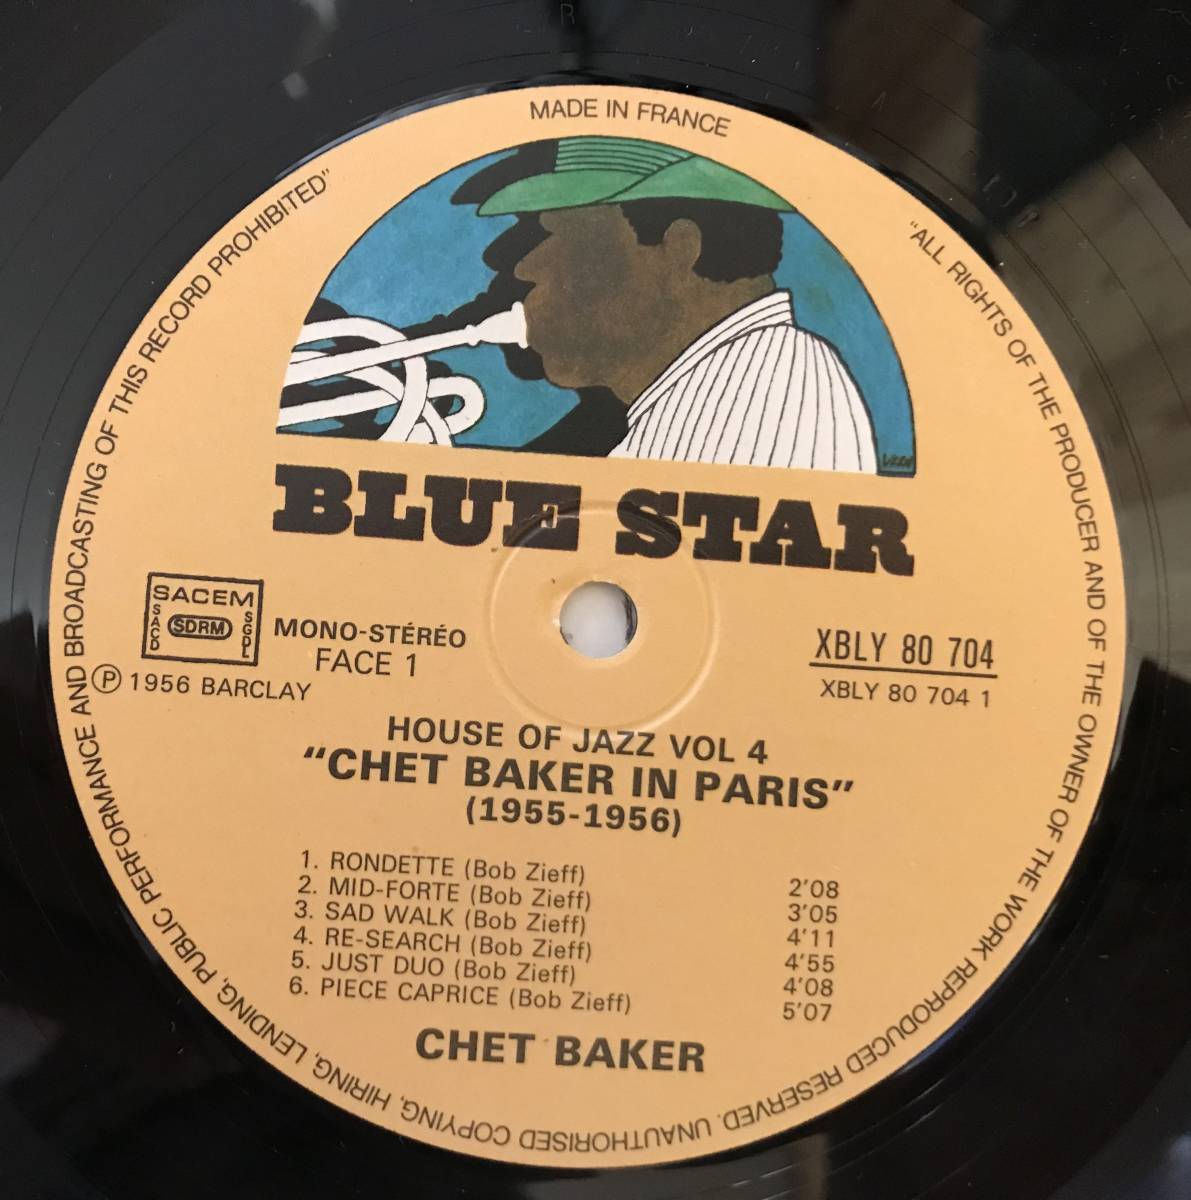 MADE IN FRANCE
"ALL RIGHTS OF THE PRODUCER AND OF THE OWNER OF THE WORK REPRODUCED RESERVED. UNAUTHORISED COPYING, HIRING, LENDING, PUBLIC PERFORMANCE AND BROADCASTING OF THIS RECORD PROHIBITED"
BLUE STAR
SACEM
SACD
SDRM
SGDL
MONO-STÉRÉO
FACE 1
Ⓟ 1956 BARCLAY
XBLY 80 704
XBLY 80 704 1
HOUSE OF JAZZ VOL 4
"CHET BAKER IN PARIS"
(1955-1956)
1. RONDETTE (Bob Zieff) 2'08
2. MID-FORTE (Bob Zieff) 3'05
3. SAD WALK (Bob Zieff) 4'11
4. RE-SEARCH (Bob Zieff) 4'55
5. JUST DUO (Bob Zieff) 4'08
6. PIECE CAPRICE (Bob Zieff) 5'07
CHET BAKER